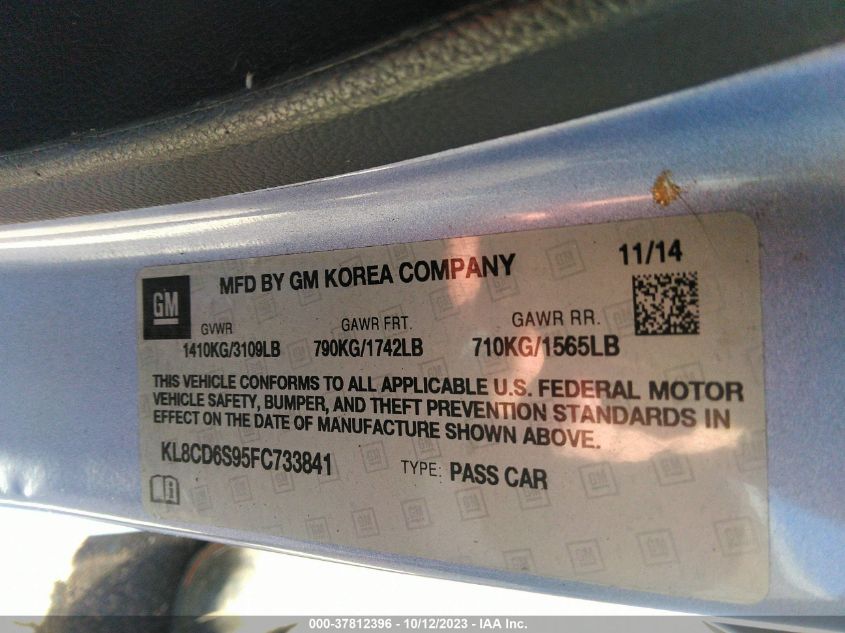 GM
MFD BY GM KOREA COMPANY
11/14
GVWR
GAWR FRT.
GAWR RR.
1410KG/3109LB
790KG/1742LB
710KG/1565LB
THIS VEHICLE CONFORMS TO ALL APPLICABLE U.S. FEDERAL MOTOR
VEHICLE SAFETY, BUMPER, AND THEFT PREVENTION STANDARDS IN
EFFECT ON THE DATE OF MANUFACTURE SHOWN ABOVE.
KL8CD6S95FC733841
TYPE: PASS CAR
000-37812396 - 10/12/2023 - IAA Inc.